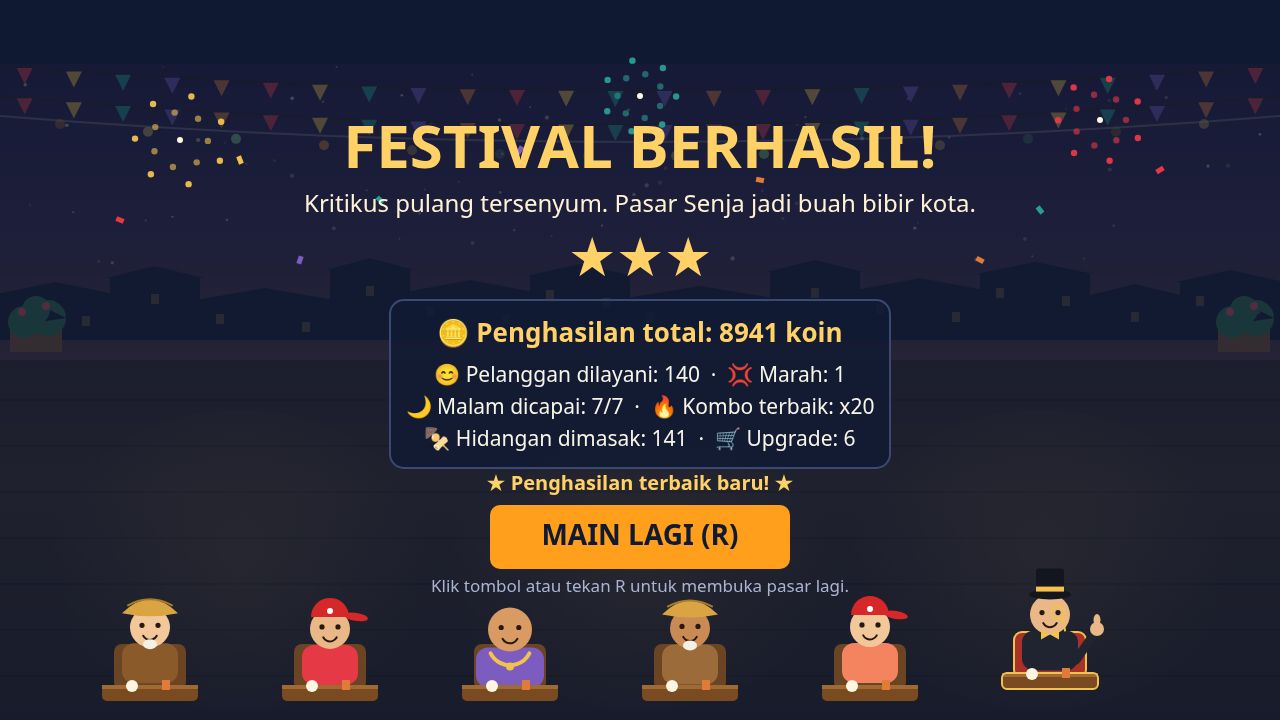 FESTIVAL BERHASIL!
Kritikus pulang tersenyum. Pasar Senja jadi buah bibir kota.
Penghasilan total: 8941 koin
Pelanggan dilayani: 140 · Marah: 1
Malam dicapai: 7/7 · Kombo terbaik: x20
Hidangan dimasak: 141 · Upgrade: 6
★ Penghasilan terbaik baru! ★
MAIN LAGI (R)
Klik tombol atau tekan R untuk membuka pasar lagi.